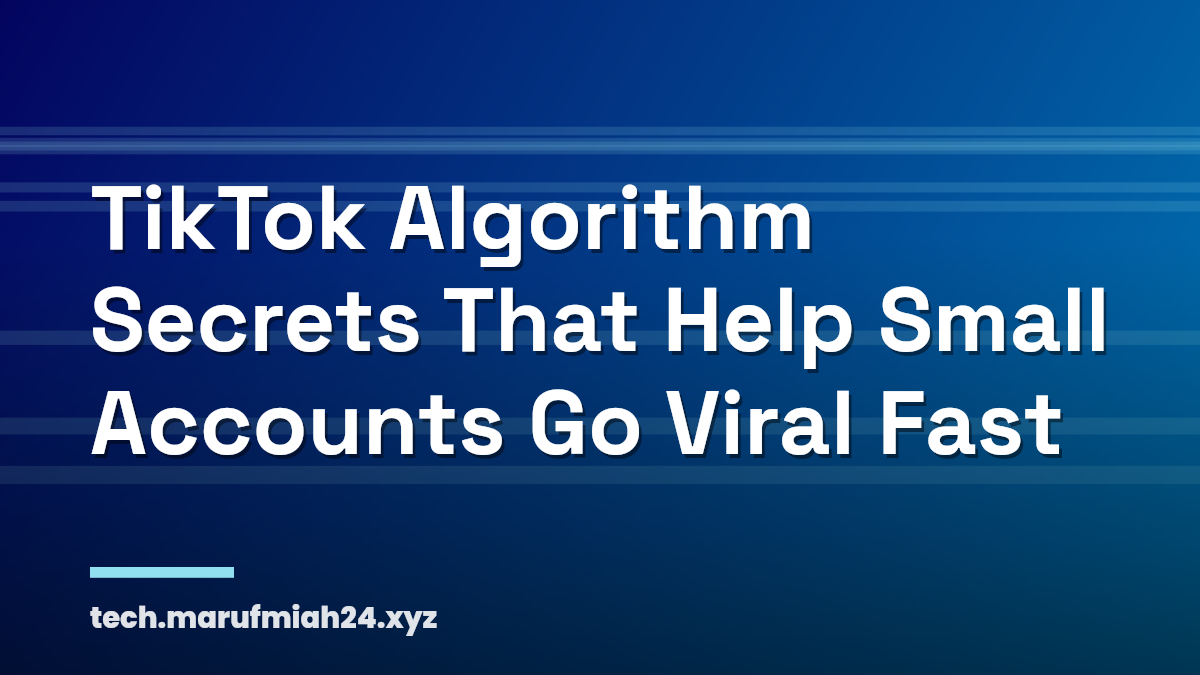 TikTok Algorithm
Secrets That Help Small
Accounts Go Viral Fast
tech.marufmiah24.xyz